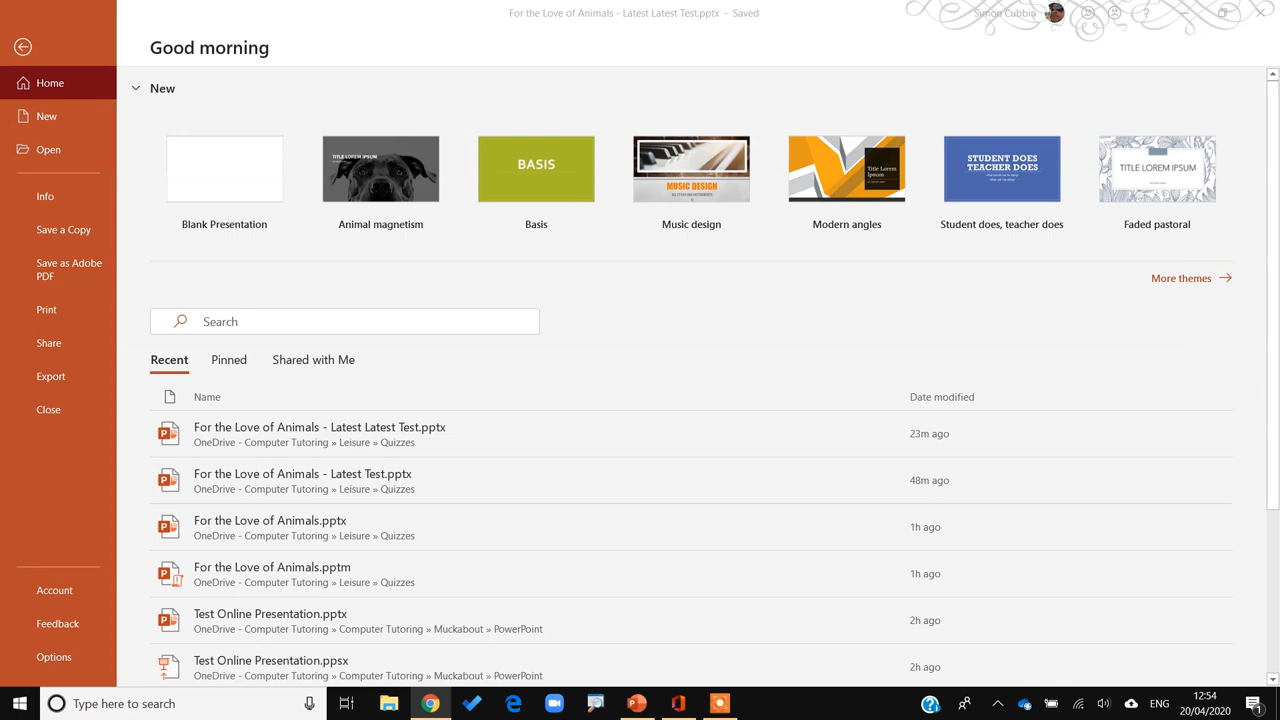 For the Love of Animals - Latest Latest Test.pptx - Saved
Simon Cubbin
Good morning
Home
New
Open
Info
Save a Copy
Save as Adobe
PDF
Print
Share
Export
Close
Account
Feedback
Options
New
TITLE LOREM IPSUM
BASIS
MUSIC DESIGN
Title Lorem
Ipsum
STUDENT DOES
TEACHER DOES
TITLE LOREM IPSUM
Blank Presentation
Animal magnetism
Basis
Music design
Modern angles
Student does, teacher does
Faded pastoral
More themes
Search
Recent Pinned Shared with Me
Name Date modified
For the Love of Animals - Latest Latest Test.pptx
OneDrive - Computer Tutoring » Leisure » Quizzes
23m ago
For the Love of Animals - Latest Test.pptx
OneDrive - Computer Tutoring » Leisure » Quizzes
48m ago
For the Love of Animals.pptx
OneDrive - Computer Tutoring » Leisure » Quizzes
1h ago
For the Love of Animals.pptm
OneDrive - Computer Tutoring » Leisure » Quizzes
1h ago
Test Online Presentation.pptx
OneDrive - Computer Tutoring » Computer Tutoring » Muckabout » PowerPoint
2h ago
Test Online Presentation.ppsx
OneDrive - Computer Tutoring » Computer Tutoring » Muckabout » PowerPoint
2h ago
Type here to search
ENG
12:54
20/04/2020